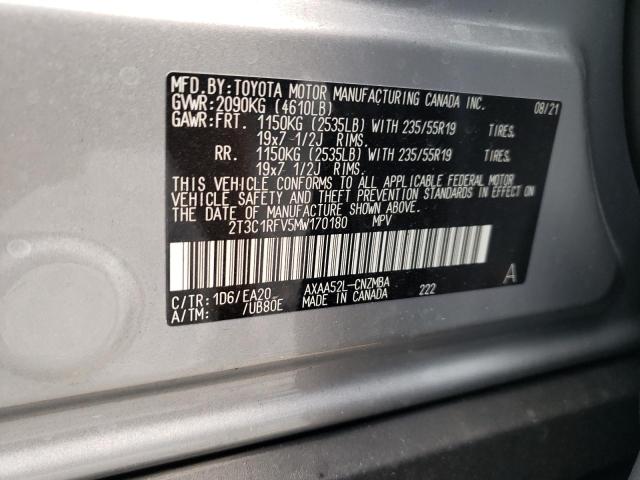 MFD.BY:TOYOTA MOTOR MANUFACTURING CANADA INC.
GVWR:2090KG (4610LB) 08/21
GAWR:FRT. 1150KG (2535LB) WITH 235/55R19 TIRES,
19x7-1/2J RIMS.
RR. 1150KG (2535LB) WITH 235/55R19 TIRES,
19x7-1/2J RIMS.
THIS VEHICLE CONFORMS TO ALL APPLICABLE FEDERAL MOTOR
VEHICLE SAFETY AND THEFT PREVENTION STANDARDS IN EFFECT ON
THE DATE OF MANUFACTURE SHOWN ABOVE.
2T3C1RFV5MW170180 MPV
C/TR:1D6/EA20 AXAA52L-CNZMBA A
A/TM: /UB80E MADE IN CANADA 222